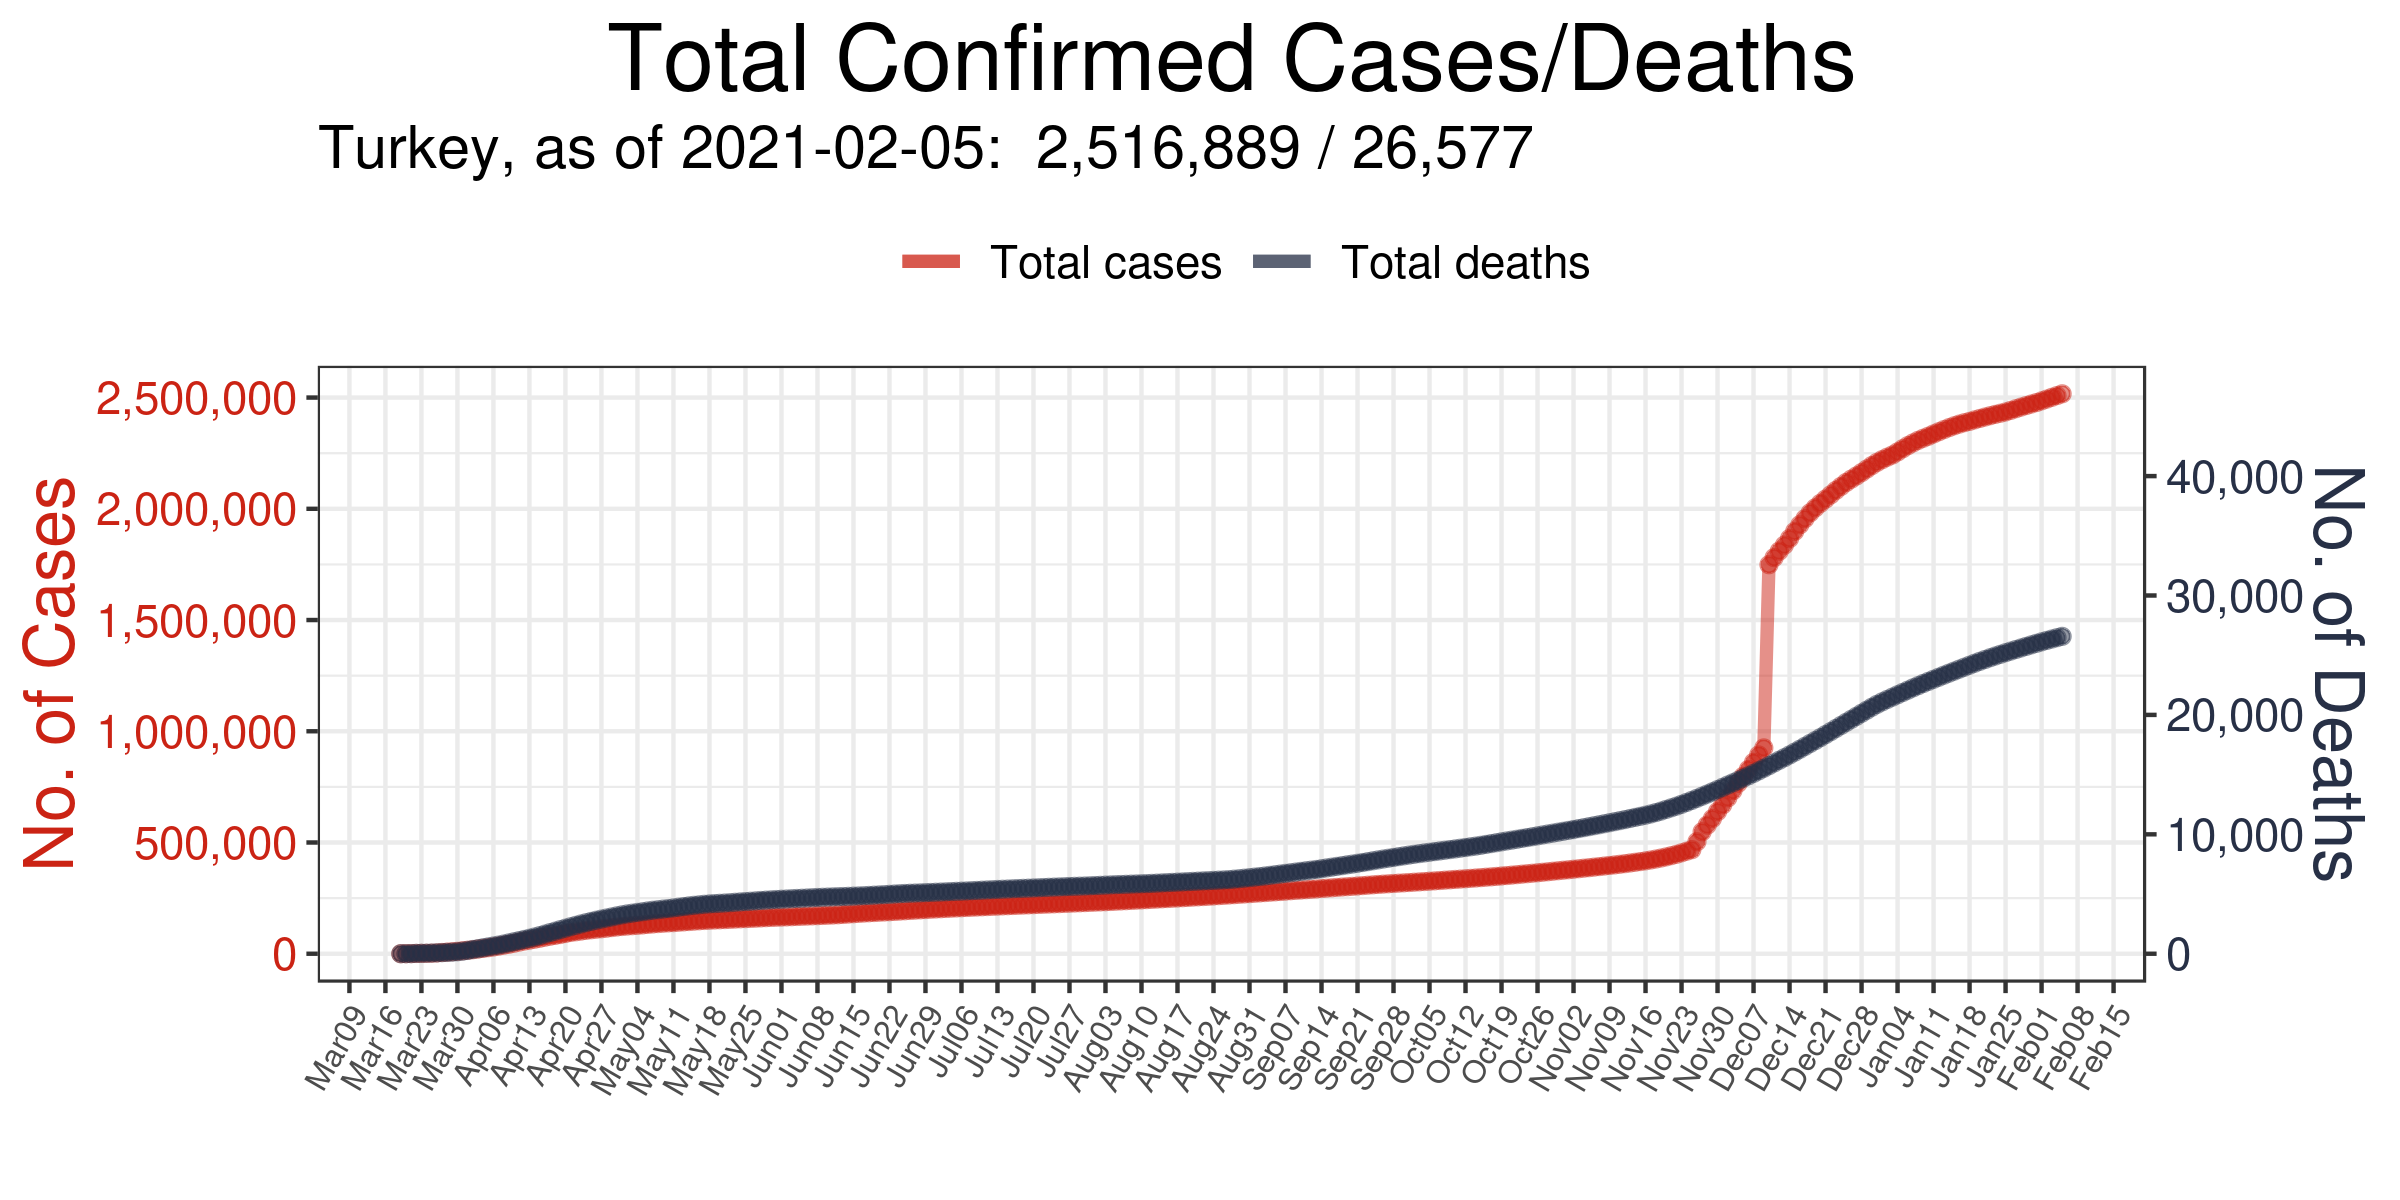 Total Confirmed Cases/Deaths
Turkey, as of 2021-02-05:  2,516,889 / 26,577
Total cases
Total deaths
No. of Cases
2,500,000
2,000,000
1,500,000
1,000,000
500,000
0
40,000
30,000
20,000
10,000
0
No. of Deaths
Mar09
Mar16
Mar23
Mar30
Apr06
Apr13
Apr20
Apr27
May04
May11
May18
May25
Jun01
Jun08
Jun15
Jun22
Jun29
Jul06
Jul13
Jul20
Jul27
Aug03
Aug10
Aug17
Aug24
Aug31
Sep07
Sep14
Sep21
Sep28
Oct05
Oct12
Oct19
Oct26
Nov02
Nov09
Nov16
Nov23
Nov30
Dec07
Dec14
Dec21
Dec28
Jan04
Jan11
Jan18
Jan25
Feb01
Feb08
Feb15